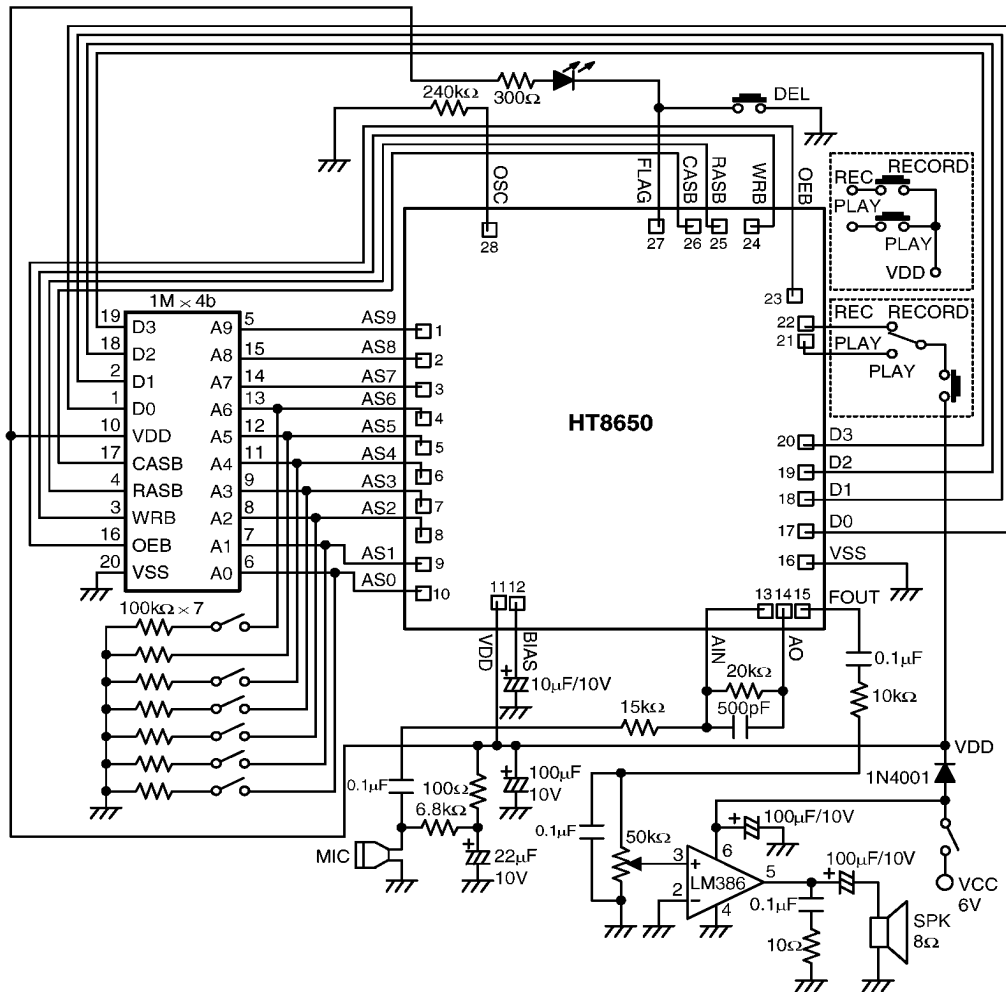 240kΩ
300Ω
DEL
OSC
FLAG
CASB
RASB
WRB
OEB
28
27
26
25
24
23
REC
RECORD
PLAY
PLAY
VDD
REC
RECORD
PLAY
PLAY
22
21
1M × 4b
19 D3 A9 5
18 D2 A8 15
2 D1 A7 14
1 D0 A6 13
10 VDD A5 12
17 CASB A4 11
4 RASB A3 9
3 WRB A2 8
16 OEB A1 7
20 VSS A0 6
AS9 1
AS8 2
AS7 3
AS6 4
AS5 5
AS4 6
AS3 7
AS2 8
AS1 9
AS0 10
HT8650
20 D3
19 D2
18 D1
17 D0
16 VSS
11 12
13 14 15
FOUT
VDD
BIAS
AIN
AO
100kΩ × 7
+
10μF/10V
20kΩ
500pF
15kΩ
0.1μF
10kΩ
VDD
1N4001
0.1μF
100Ω
6.8kΩ
+
100μF
10V
MIC
+
22μF
10V
0.1μF
50kΩ
+
100μF/10V
6
3 +
LM386
5
2 −
4
+
100μF/10V
0.1μF
10Ω
SPK
8Ω
VCC
6V